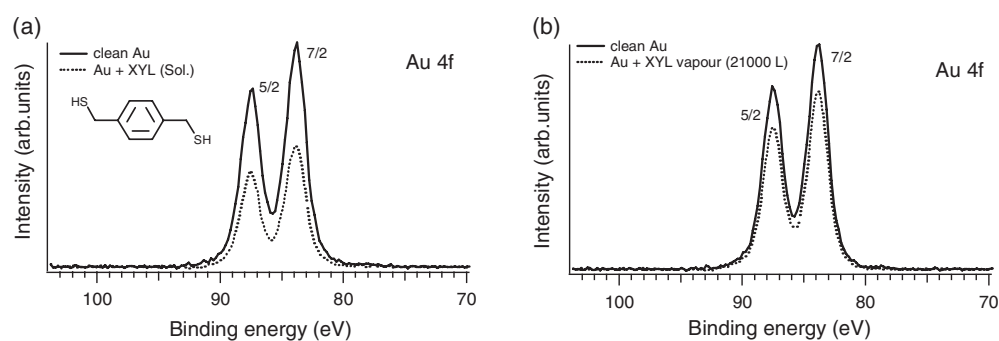 (a)
clean Au
Au + XYL (Sol.)
HS
SH
5/2
7/2
Au 4f
Intensity (arb.units)
100
90
80
70
Binding energy (eV)
(b)
clean Au
Au + XYL vapour (21000 L)
5/2
7/2
Au 4f
Intensity (arb.units)
100
90
80
70
Binding energy (eV)